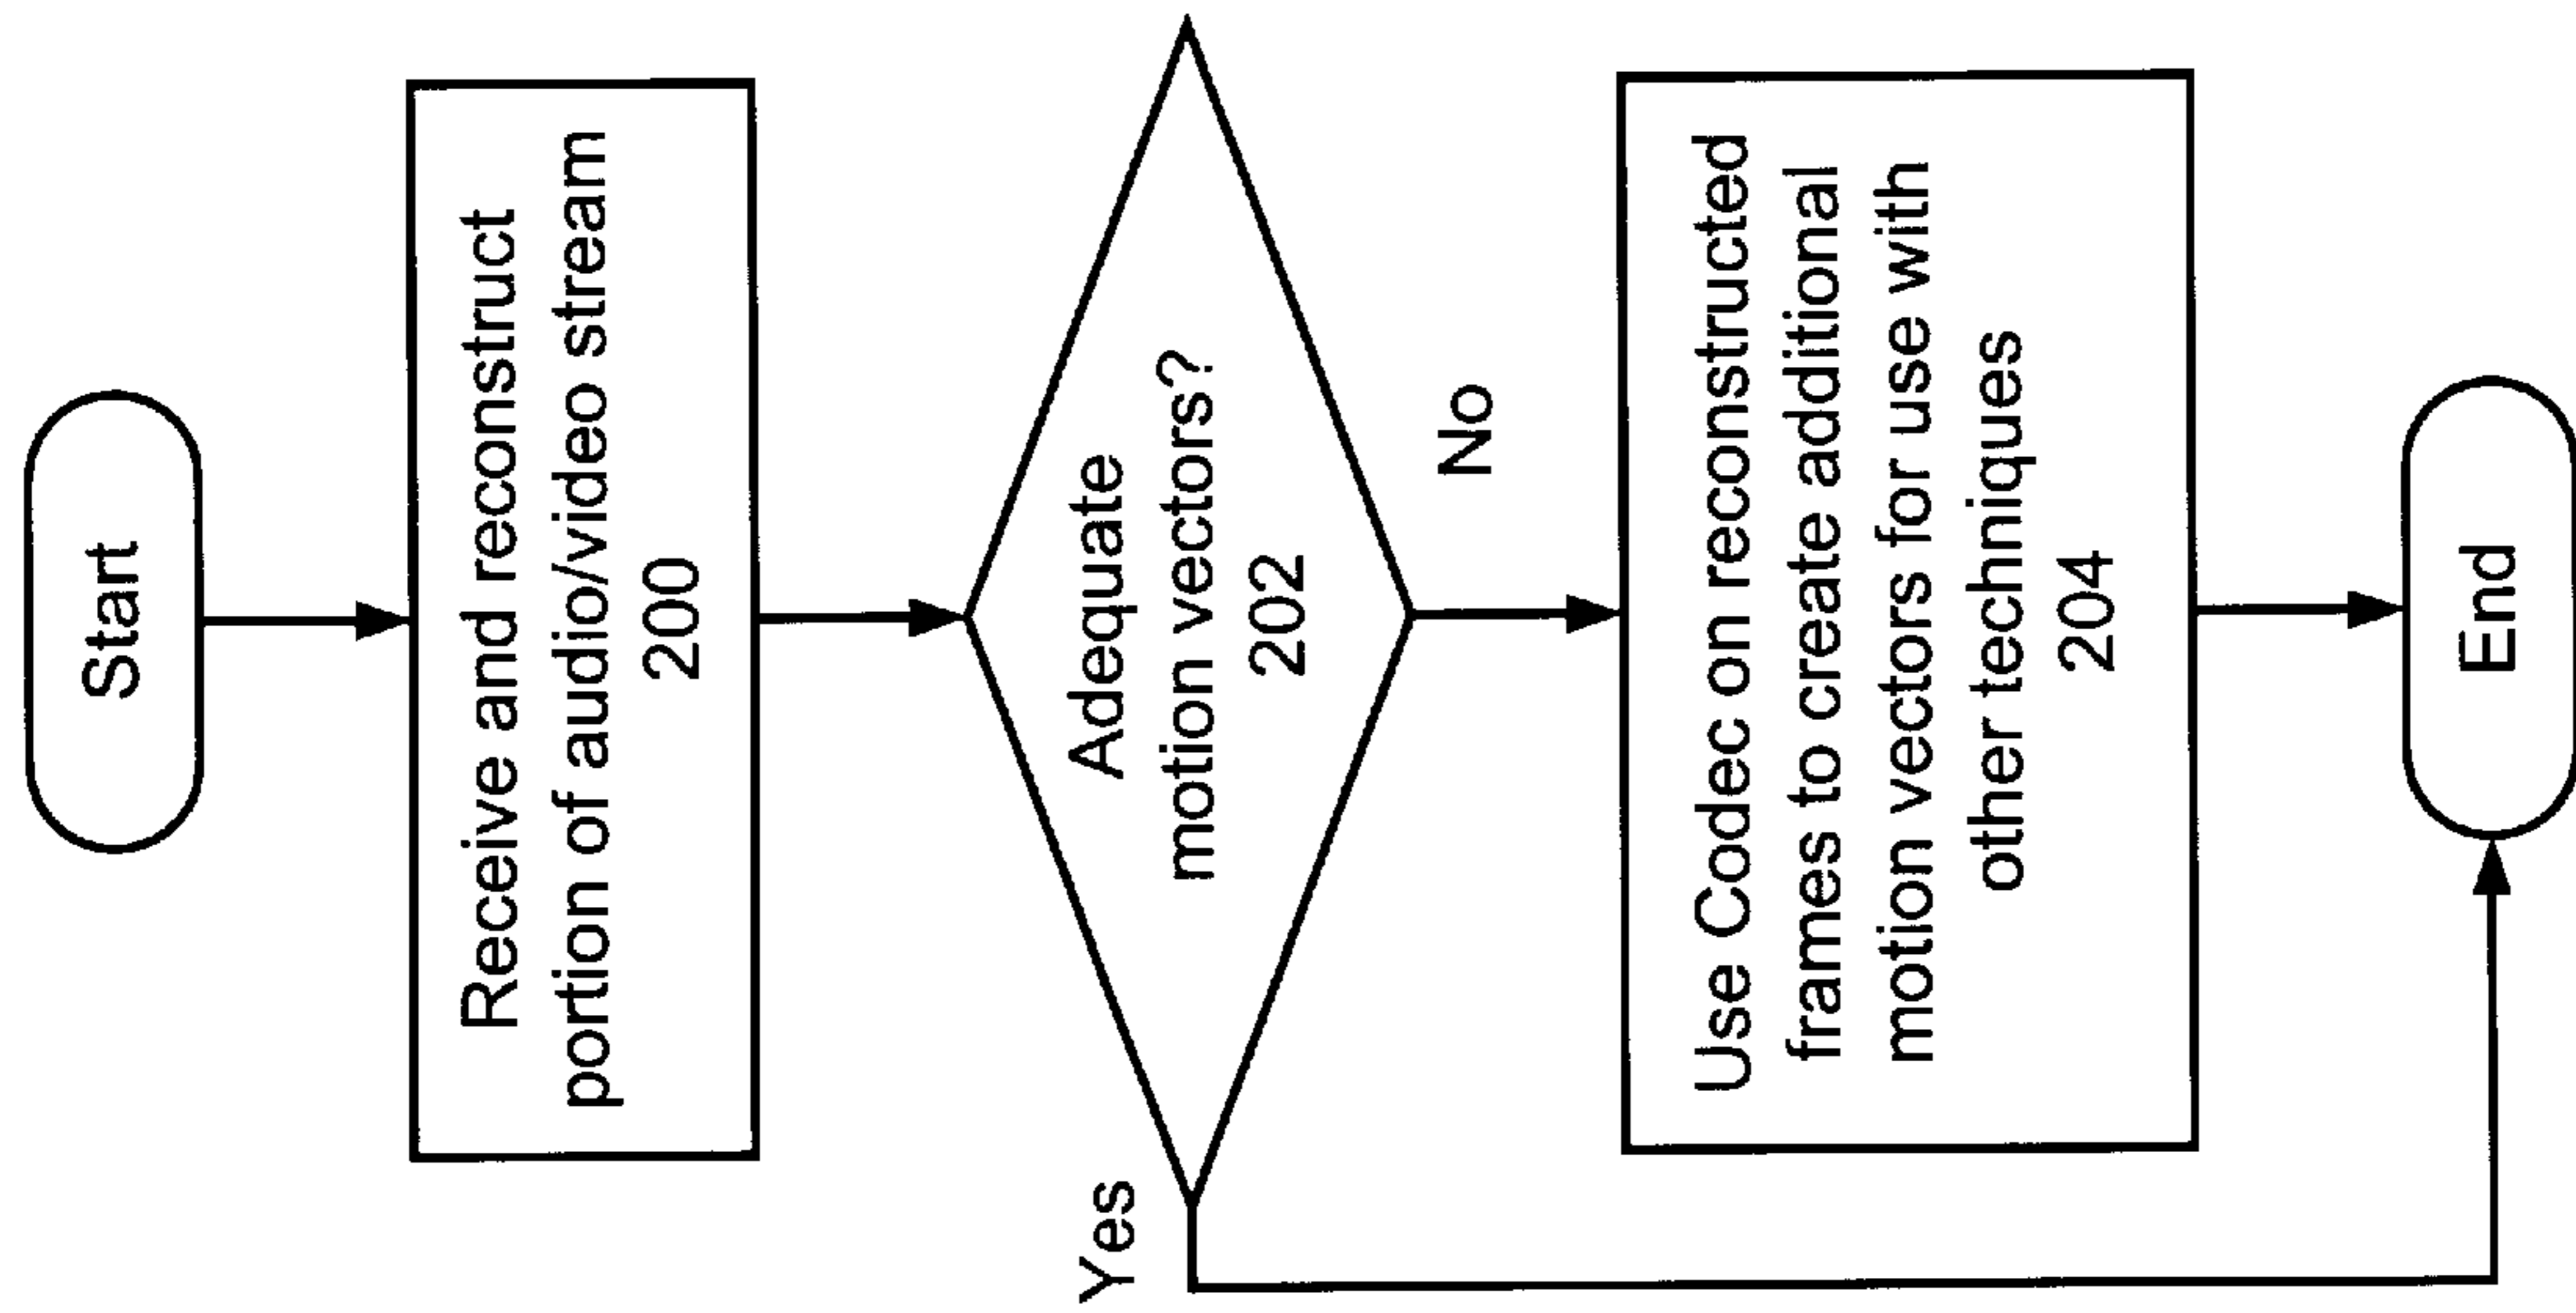 Start
Receive and reconstruct
portion of audio/video stream
200
Adequate
motion vectors?
202
Yes
No
Use Codec on reconstructed
frames to create additional
motion vectors for use with
other techniques
204
End